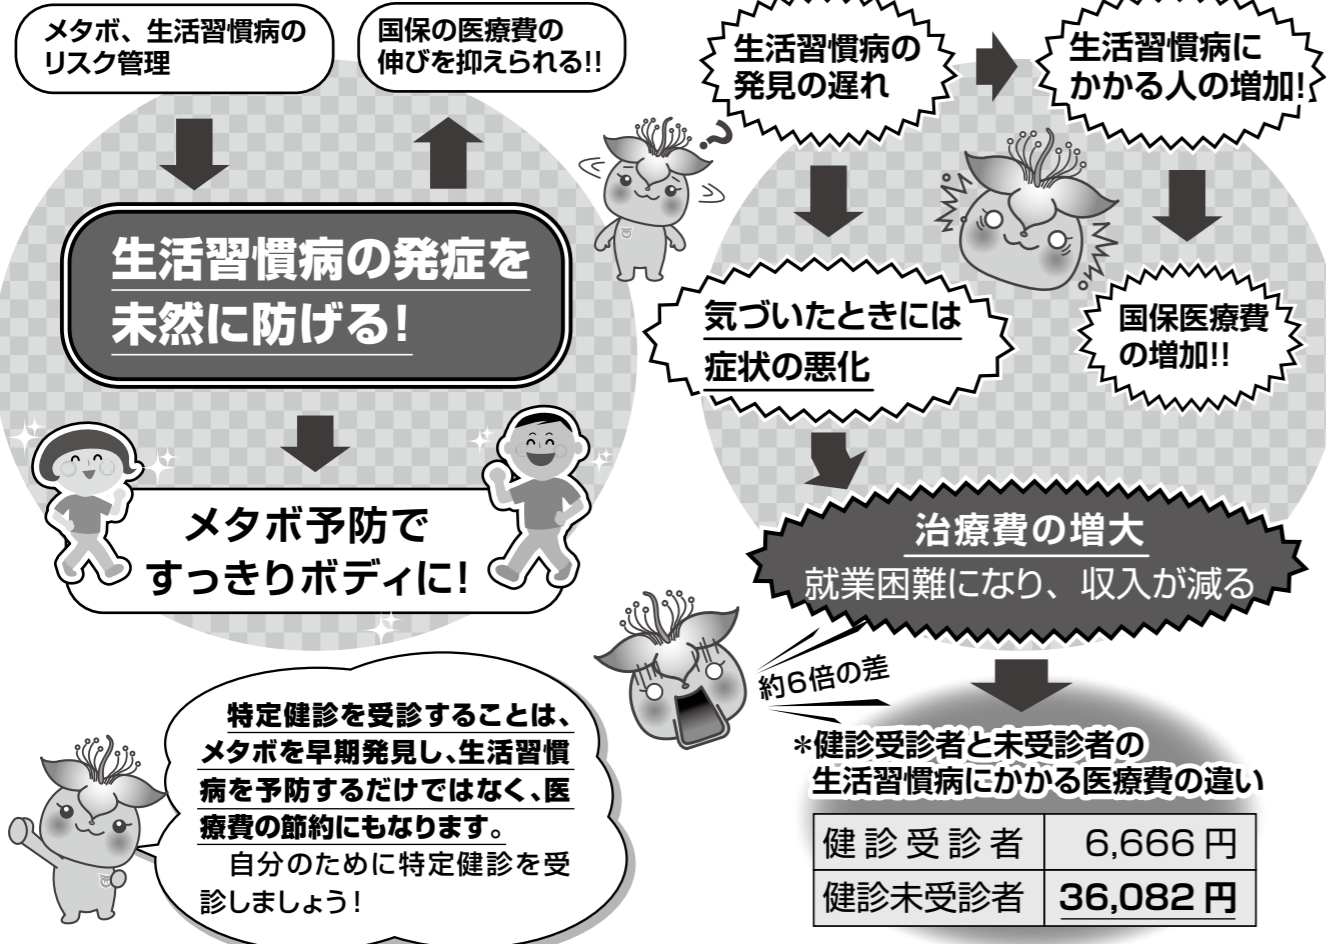 メタボ、生活習慣病の
リスク管理
国保の医療費の
伸びを抑えられる!!
生活習慣病の発症を
未然に防げる!
メタボ予防で
すっきりボディに!
特定健診を受診することは、
メタボを早期発見し、生活習慣
病を予防するだけではなく、医
療費の節約にもなります。
自分のために特定健診を受
診しましょう!
生活習慣病の
発見の遅れ
生活習慣病に
かかる人の増加!
?
気づいたときには
症状の悪化
国保医療費
の増加!!
治療費の増大
就業困難になり、収入が減る
約6倍の差
*健診受診者と未受診者の
生活習慣病にかかる医療費の違い
健診受診者 6,666円
健診未受診者 36,082円